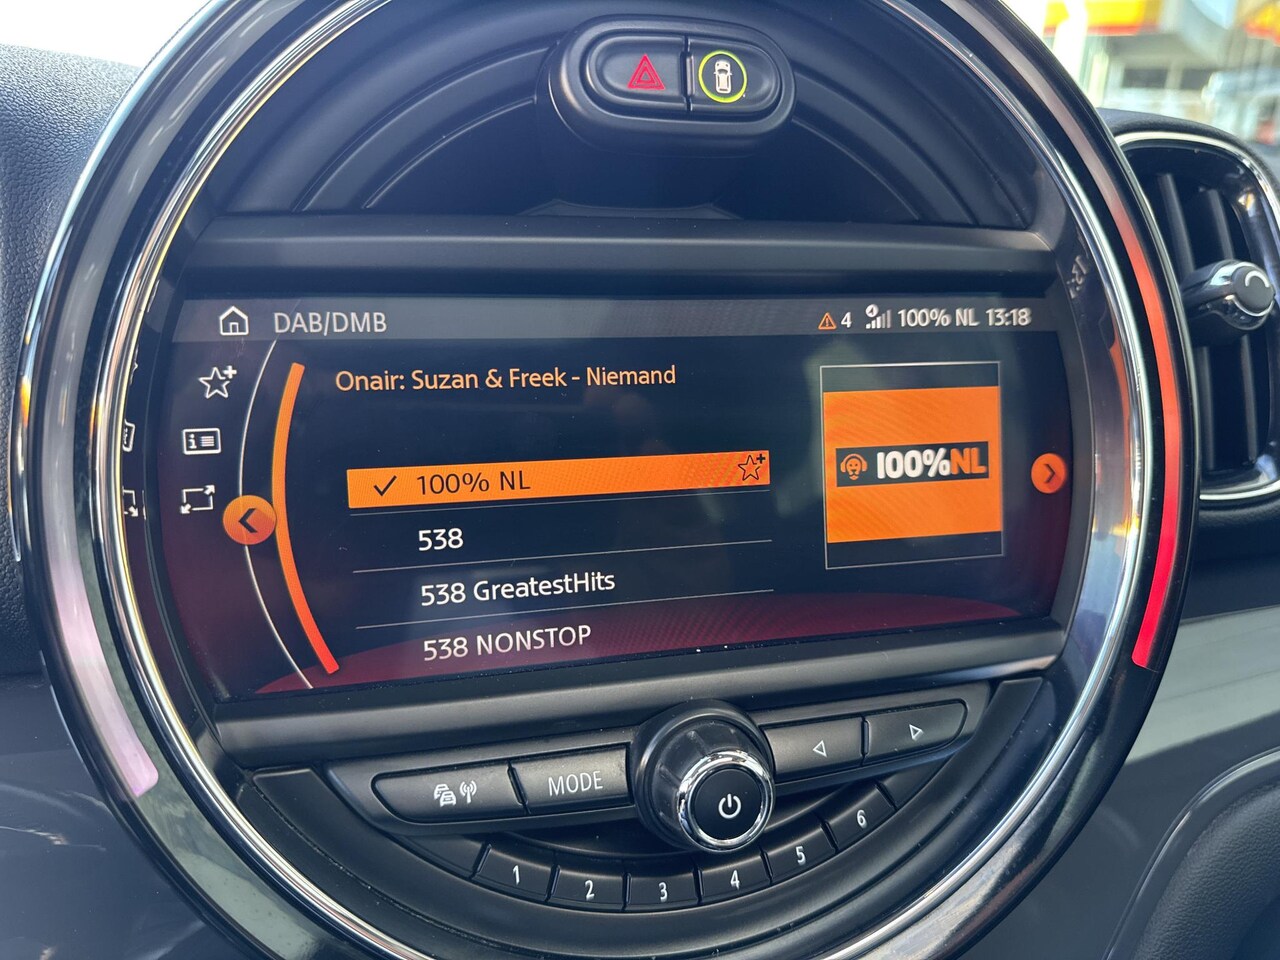 DAB/DMB
4 100% NL 13:18
Onair: Suzan & Freek - Niemand
100% NL
538
538 GreatestHits
538 NONSTOP
100%NL
MODE
1 2 3 4 5 6